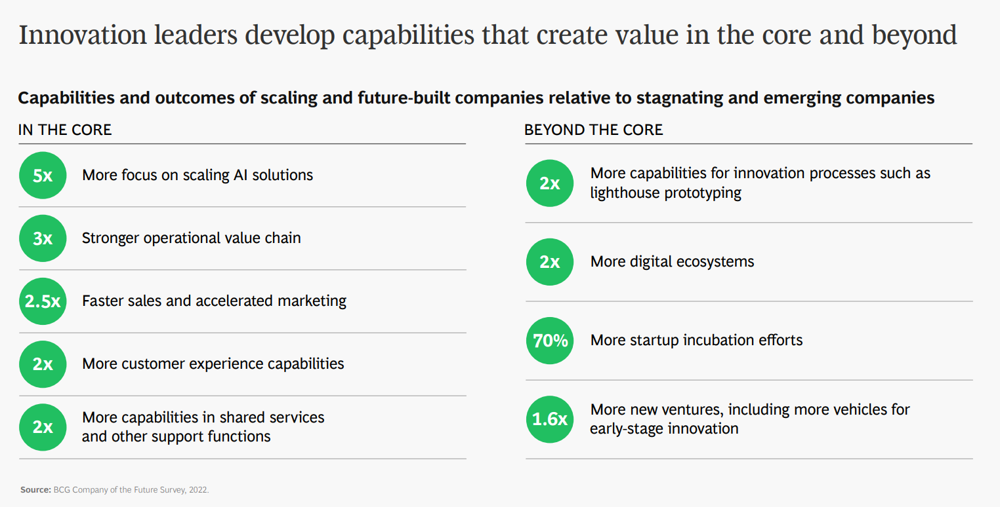 Innovation leaders develop capabilities that create value in the core and beyond
Capabilities and outcomes of scaling and future-built companies relative to stagnating and emerging companies
IN THE CORE
5x
More focus on scaling AI solutions
3x
Stronger operational value chain
2.5x
Faster sales and accelerated marketing
2x
More customer experience capabilities
2x
More capabilities in shared services
and other support functions
BEYOND THE CORE
2x
More capabilities for innovation processes such as
lighthouse prototyping
2x
More digital ecosystems
70%
More startup incubation efforts
1.6x
More new ventures, including more vehicles for
early-stage innovation
Source: BCG Company of the Future Survey, 2022.